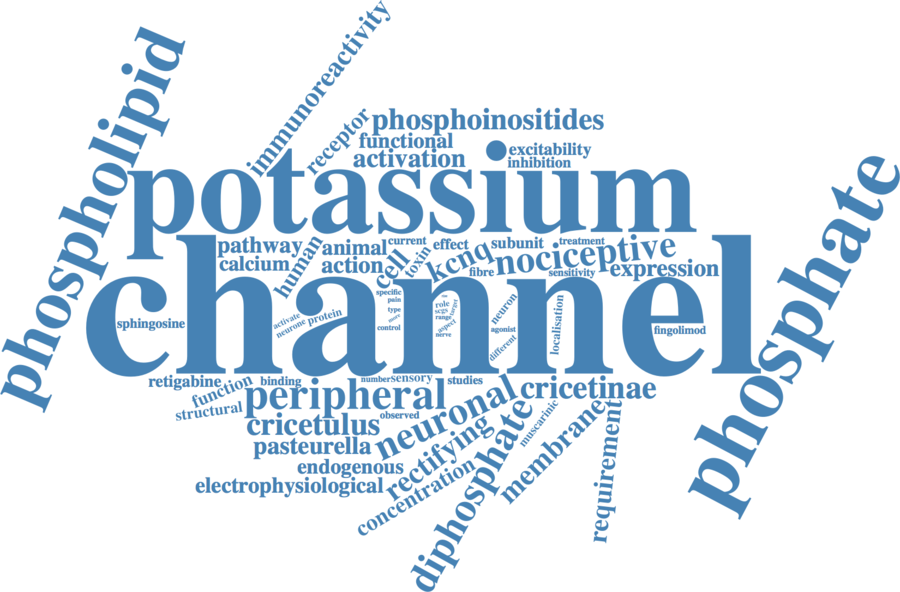 phospholipid
immunoreactivity
receptor
phosphoinositides
functional
activation
excitability
inhibition
potassium
phosphate
pathway
calcium
human
animal
action
current
cell
toxin
effect
kcnq
subunit
treatment
fibre
nociceptive
sensitivity
expression
channel
sphingosine
activate
neurone
protein
specific
pain
type
control
role
scgs
range
target
aspect
nerve
neuron
agonist
different
localisation
fingolimod
retigabine
function
structural
binding
number
sensory
studies
peripheral
observed
cricetulus
cricetinae
neuronal
pasteurella
endogenous
electrophysiological
rectifying
concentration
diphosphate
muscarinic
membrane
requirement